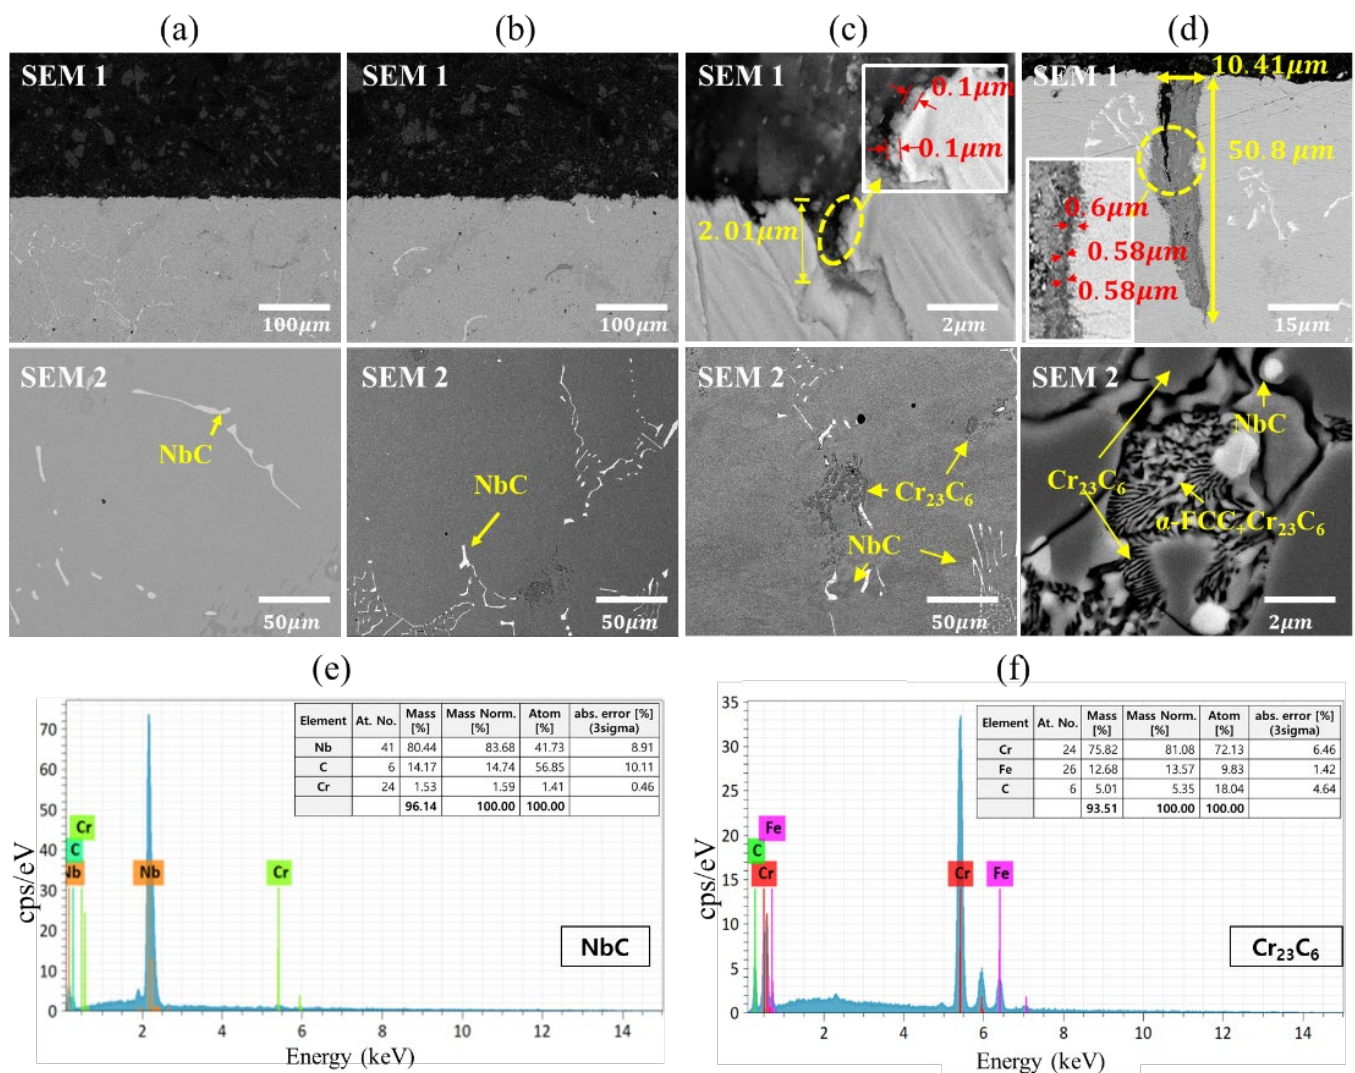 (a) (b) (c) (d)
SEM 1 SEM 1 SEM 1 SEM 1
10.41μm
0.1μm
0.1μm
50.8 μm
0.6μm
2.01μm
0.58μm
0.58μm
100μm 100μm 2μm 15μm
SEM 2 SEM 2 SEM 2 SEM 2
NbC
NbC
NbC
Cr23C6
Cr23C6
α-FCC+Cr23C6
NbC
50μm 50μm 50μm 2μm
(e) (f)
Element At. No. Mass [%] Mass Norm. [%] Atom [%] abs. error [%] (3sigma)
Nb 41 80.44 83.68 41.73 8.91
C 6 14.17 14.74 56.85 10.11
Cr 24 1.53 1.59 1.41 0.46
96.14 100.00 100.00
70
60
50
40
30
20
10
0
cps/eV
Cr
C
Nb
Nb
Cr
NbC
2 4 6 8 10 12 14
Energy (keV)
Element At. No. Mass [%] Mass Norm. [%] Atom [%] abs. error [%] (3sigma)
Cr 24 75.82 81.08 72.13 6.46
Fe 26 12.68 13.57 9.83 1.42
C 6 5.01 5.35 18.04 4.64
93.51 100.00 100.00
35
30
25
20
15
10
5
0
cps/eV
Fe
C
Cr
Cr
Fe
Cr23C6
2 4 6 8 10 12 14
Energy (keV)